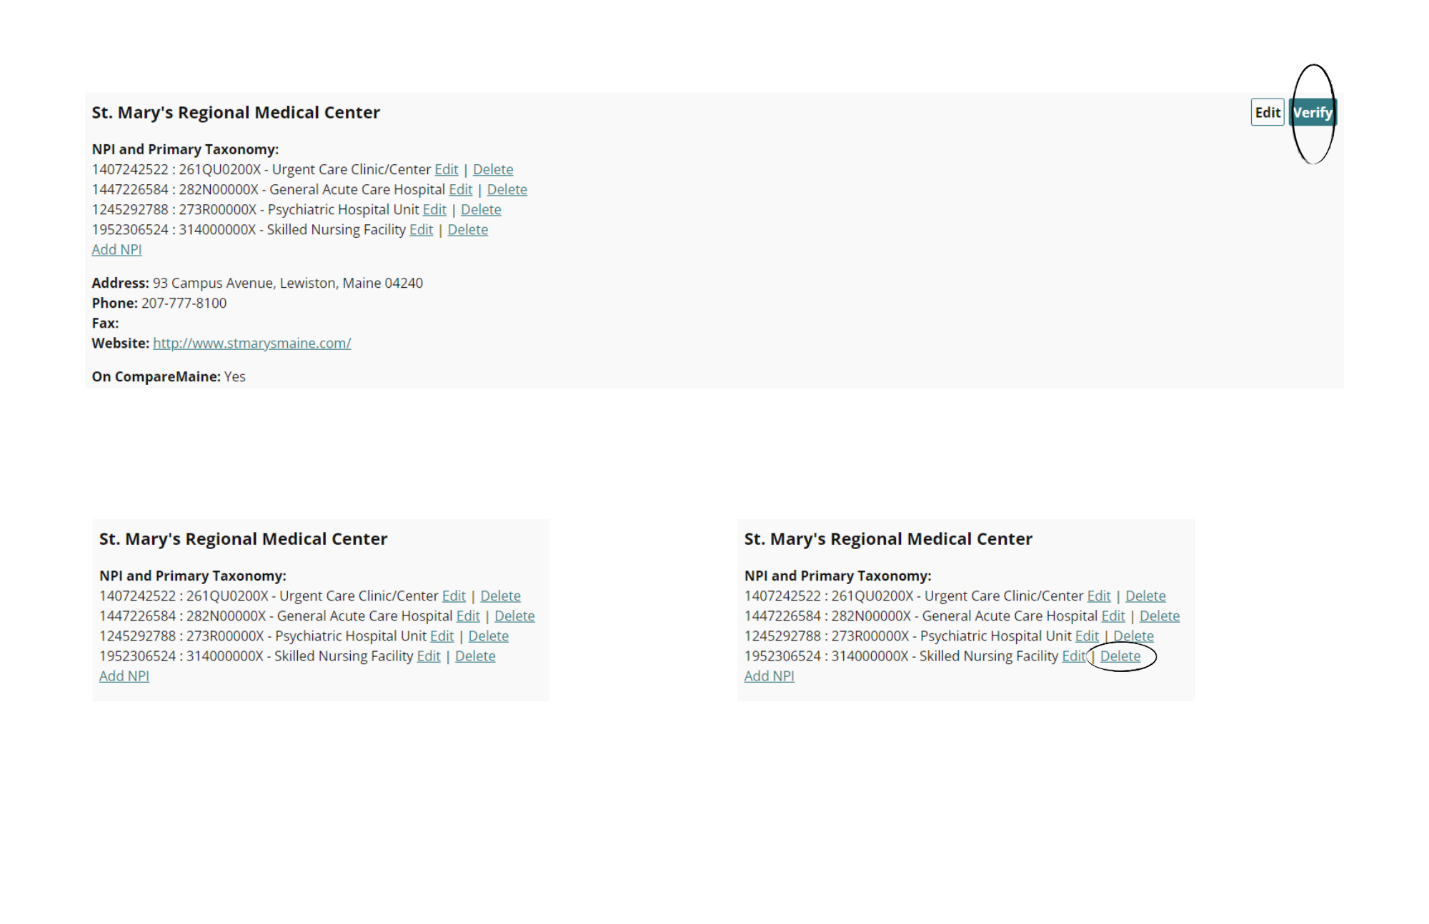 St. Mary's Regional Medical Center
Edit Verify
NPI and Primary Taxonomy:
1407242522 : 261QU0200X - Urgent Care Clinic/Center Edit | Delete
1447226584 : 282N00000X - General Acute Care Hospital Edit | Delete
1245292788 : 273R00000X - Psychiatric Hospital Unit Edit | Delete
1952306524 : 314000000X - Skilled Nursing Facility Edit | Delete
Add NPI
Address: 93 Campus Avenue, Lewiston, Maine 04240
Phone: 207-777-8100
Fax:
Website: http://www.stmarysmaine.com/
On CompareMaine: Yes
St. Mary's Regional Medical Center
NPI and Primary Taxonomy:
1407242522 : 261QU0200X - Urgent Care Clinic/Center Edit | Delete
1447226584 : 282N00000X - General Acute Care Hospital Edit | Delete
1245292788 : 273R00000X - Psychiatric Hospital Unit Edit | Delete
1952306524 : 314000000X - Skilled Nursing Facility Edit | Delete
Add NPI
St. Mary's Regional Medical Center
NPI and Primary Taxonomy:
1407242522 : 261QU0200X - Urgent Care Clinic/Center Edit | Delete
1447226584 : 282N00000X - General Acute Care Hospital Edit | Delete
1245292788 : 273R00000X - Psychiatric Hospital Unit Edit | Delete
1952306524 : 314000000X - Skilled Nursing Facility Edit | Delete
Add NPI